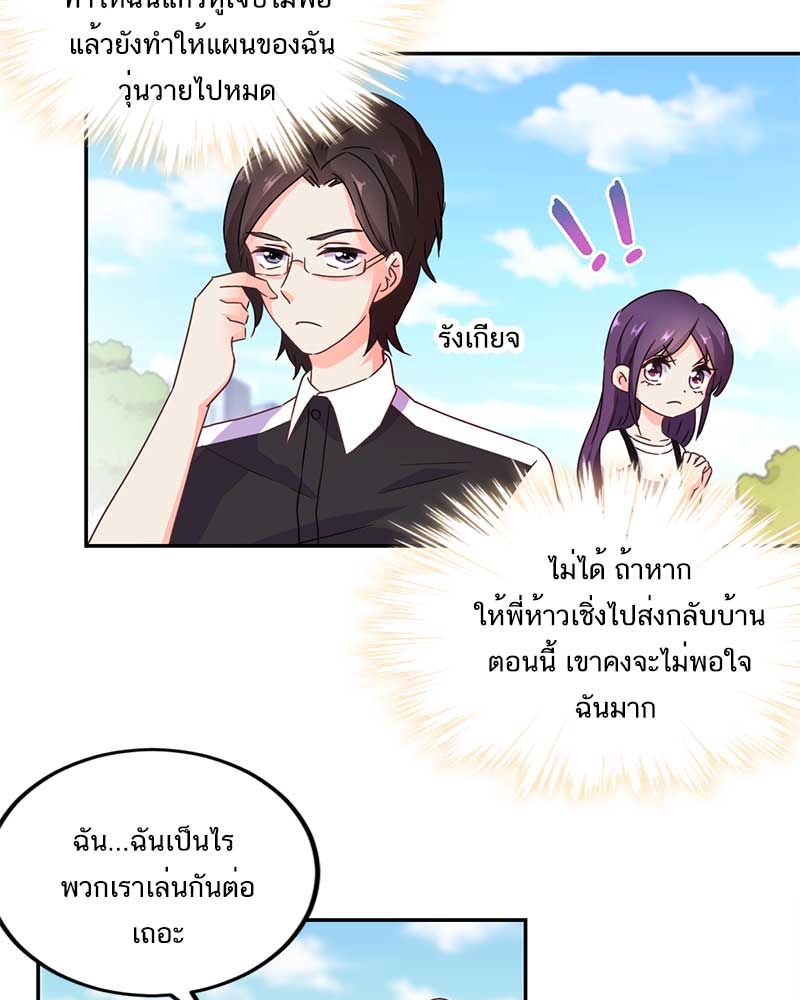 แล้วยังทำให้แผนของฉัน
วุ่นวายไปหมด
รังเกียจ
ไม่ได้ ถ้าหาก
ให้พี่ห้าวเชิ่งไปส่งกลับบ้าน
ตอนนี้ เขาคงจะไม่พอใจ
ฉันมาก
ฉัน...ฉันเป็นไร
พวกเราเล่นกันต่อ
เถอะ